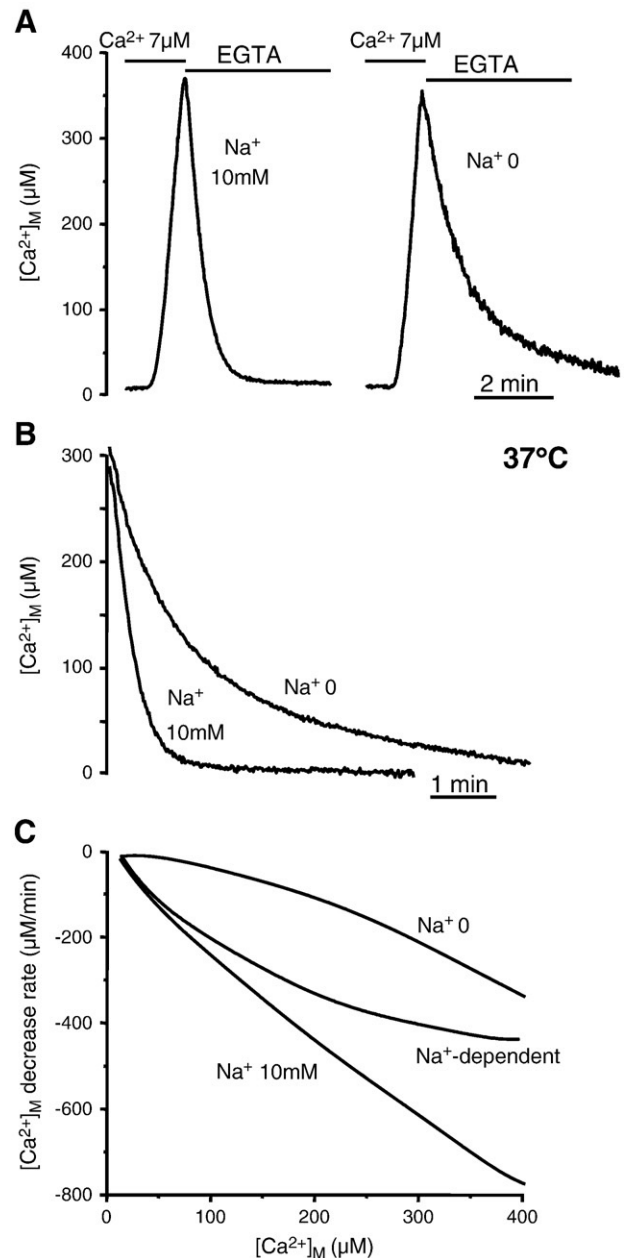 A
Ca²⁺ 7µM
EGTA
Ca²⁺ 7µM
EGTA
400
300
200
100
0
[Ca²⁺]M (µM)
Na⁺
10mM
Na⁺ 0
2 min
B
37°C
300
200
100
0
[Ca²⁺]M (µM)
Na⁺
10mM
Na⁺ 0
1 min
C
0
-200
-400
-600
-800
[Ca²⁺]M decrease rate (µM/min)
Na⁺ 0
Na⁺-dependent
Na⁺ 10mM
0 100 200 300 400
[Ca²⁺]M (µM)